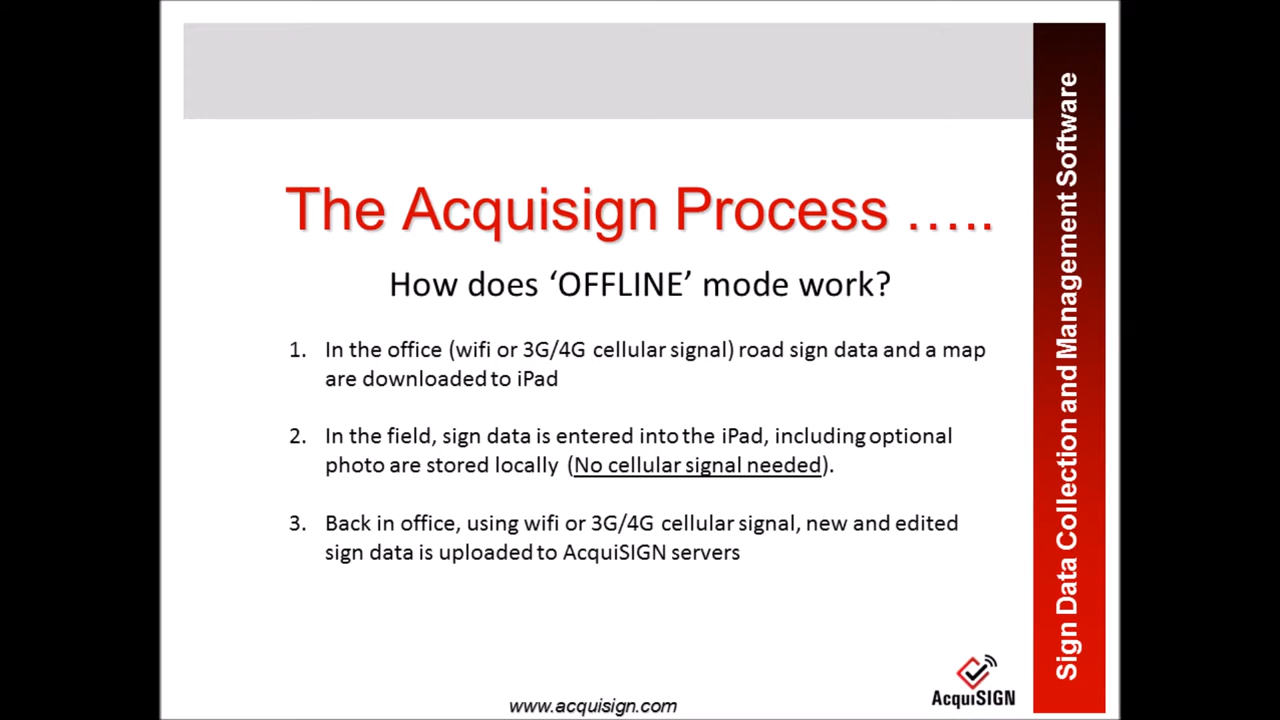 The Acquisign Process .....
How does ‘OFFLINE’ mode work?
1. In the office (wifi or 3G/4G cellular signal) road sign data and a map
are downloaded to iPad
2. In the field, sign data is entered into the iPad, including optional
photo are stored locally (No cellular signal needed).
3. Back in office, using wifi or 3G/4G cellular signal, new and edited
sign data is uploaded to AcquiSIGN servers
www.acquisign.com
AcquiSIGN
Sign Data Collection and Management Software